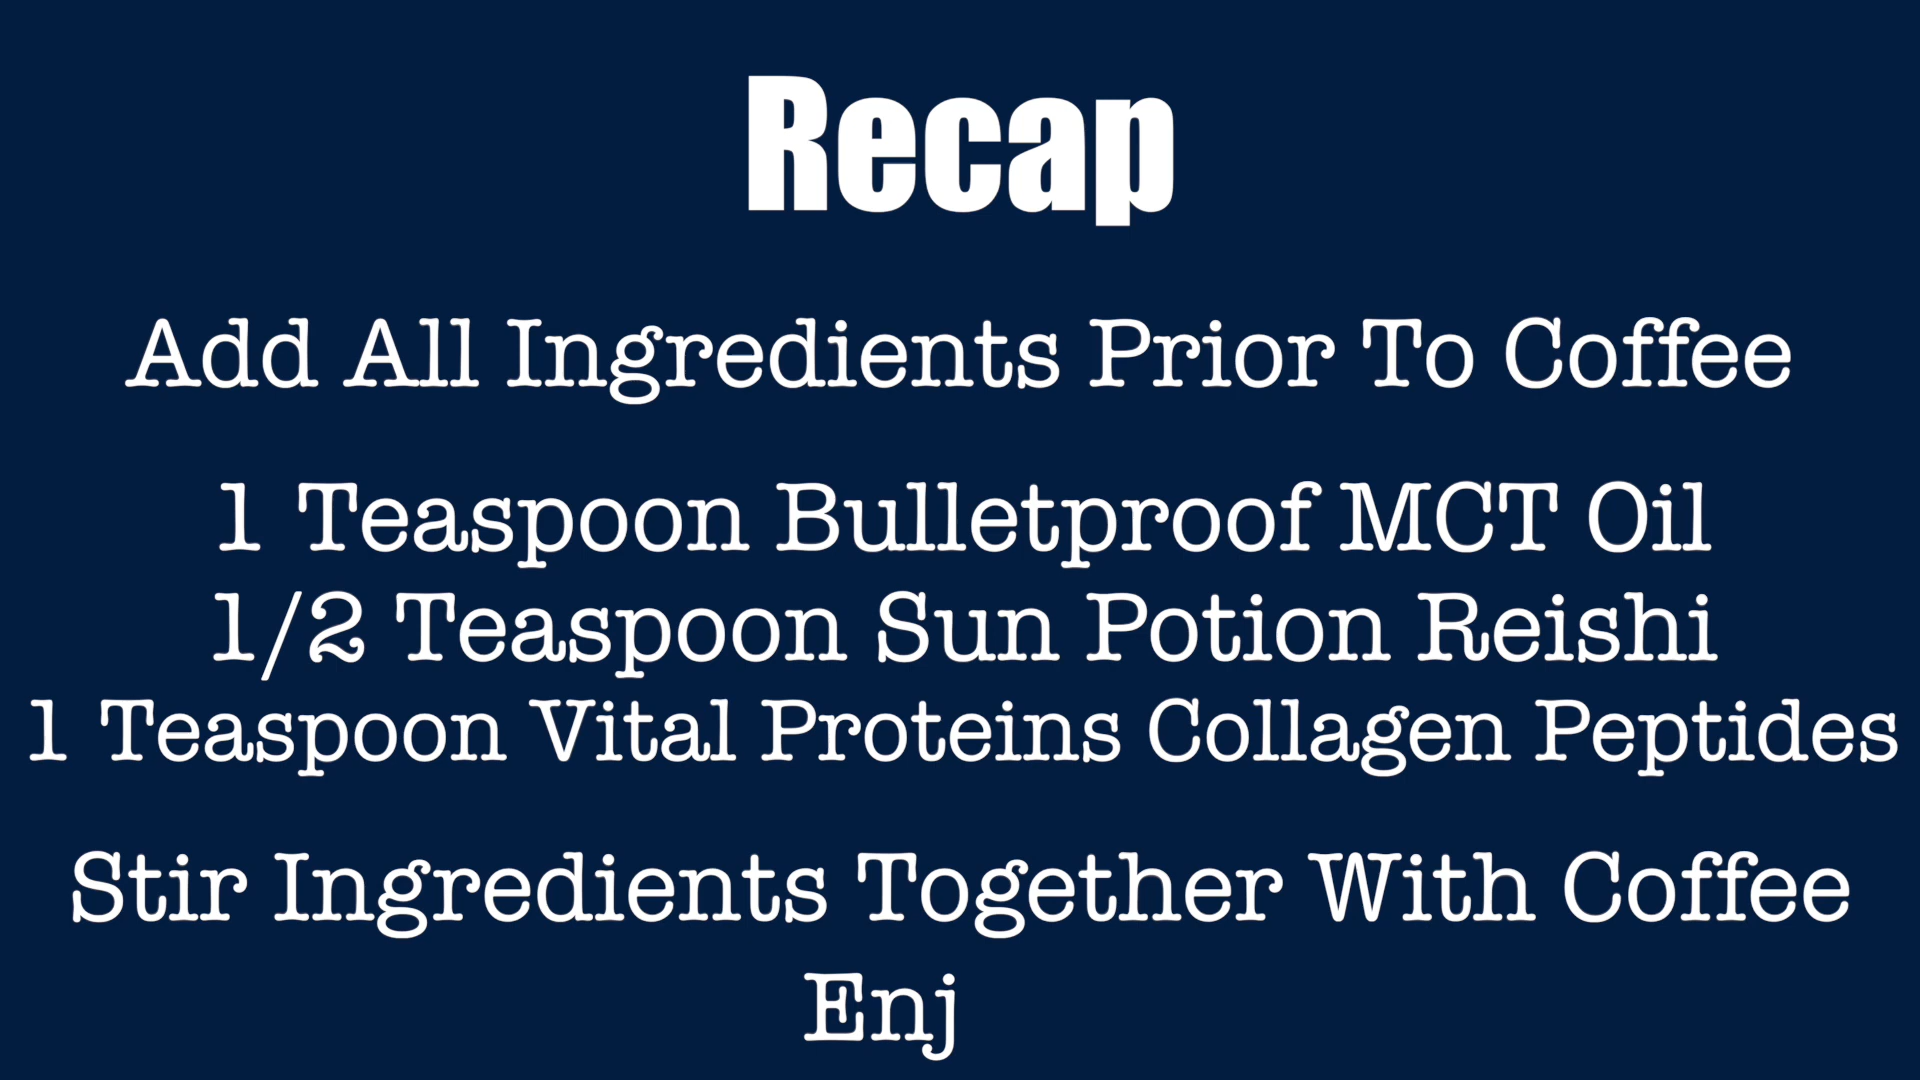 Recap
Add All Ingredients Prior To Coffee
1 Teaspoon Bulletproof MCT Oil
1/2 Teaspoon Sun Potion Reishi
1 Teaspoon Vital Proteins Collagen Peptides
Stir Ingredients Together With Coffee
Enj